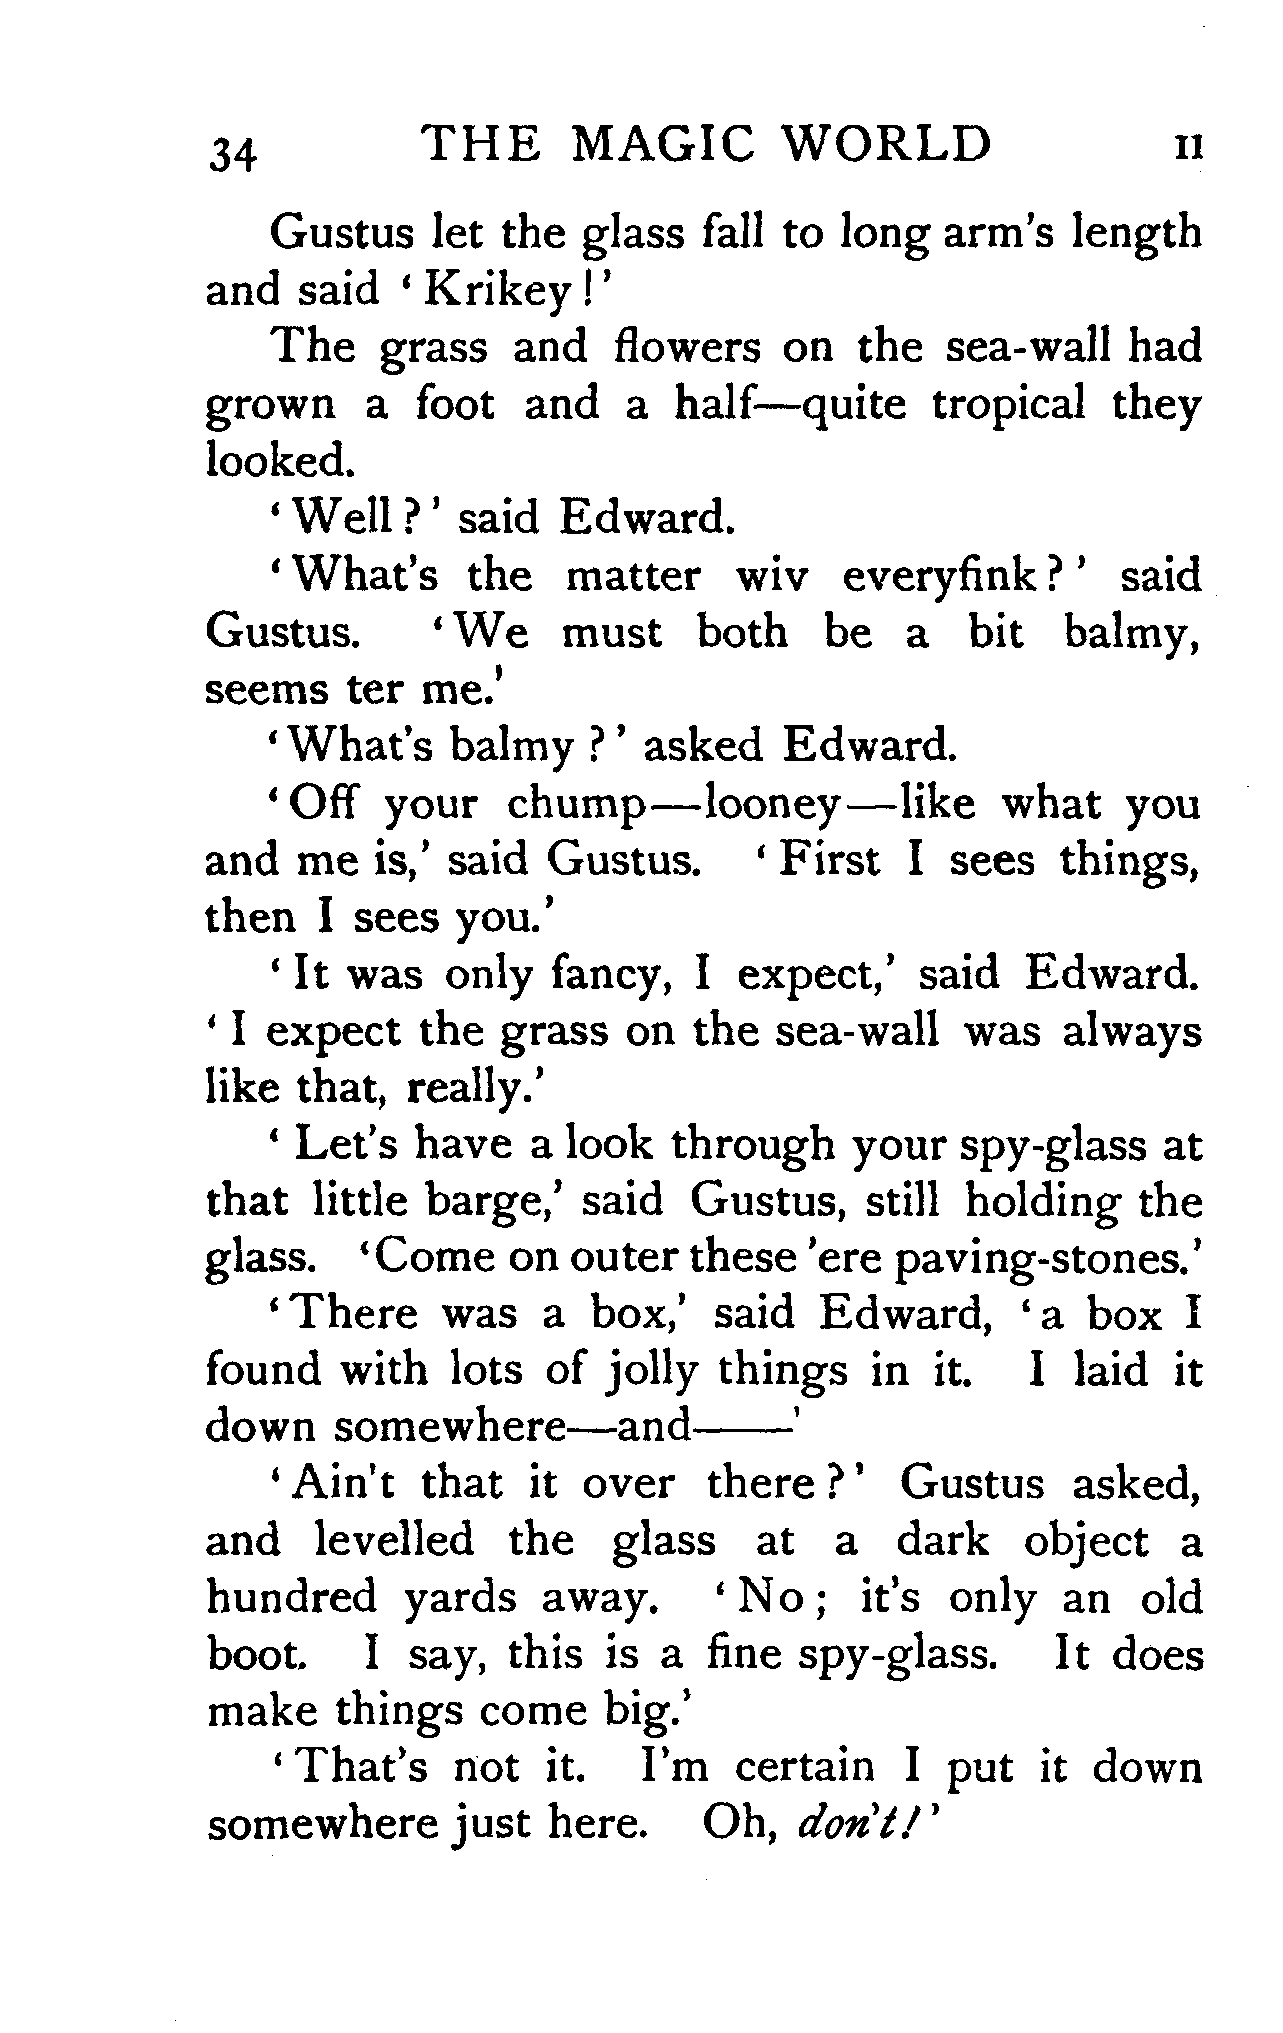 34 THE MAGIC WORLD II
Gustus let the glass fall to long arm's length
and said ‘ Krikey ! ’
The grass and flowers on the sea-wall had
grown a foot and a half—quite tropical they
looked.
‘ Well ? ’ said Edward.
‘ What's the matter wiv everyfink ? ’ said
Gustus. ‘ We must both be a bit balmy,
seems ter me.’
‘ What's balmy ? ’ asked Edward.
‘ Off your chump—looney—like what you
and me is,’ said Gustus. ‘ First I sees things,
then I sees you.’
‘ It was only fancy, I expect,’ said Edward.
‘ I expect the grass on the sea-wall was always
like that, really.’
‘ Let's have a look through your spy-glass at
that little barge,’ said Gustus, still holding the
glass. ‘ Come on outer these 'ere paving-stones.’
‘ There was a box,’ said Edward, ‘ a box I
found with lots of jolly things in it. I laid it
down somewhere—and——’
‘ Ain't that it over there ? ’ Gustus asked,
and levelled the glass at a dark object a
hundred yards away. ‘ No ; it's only an old
boot. I say, this is a fine spy-glass. It does
make things come big.’
‘ That's not it. I'm certain I put it down
somewhere just here. Oh, don't ! ’